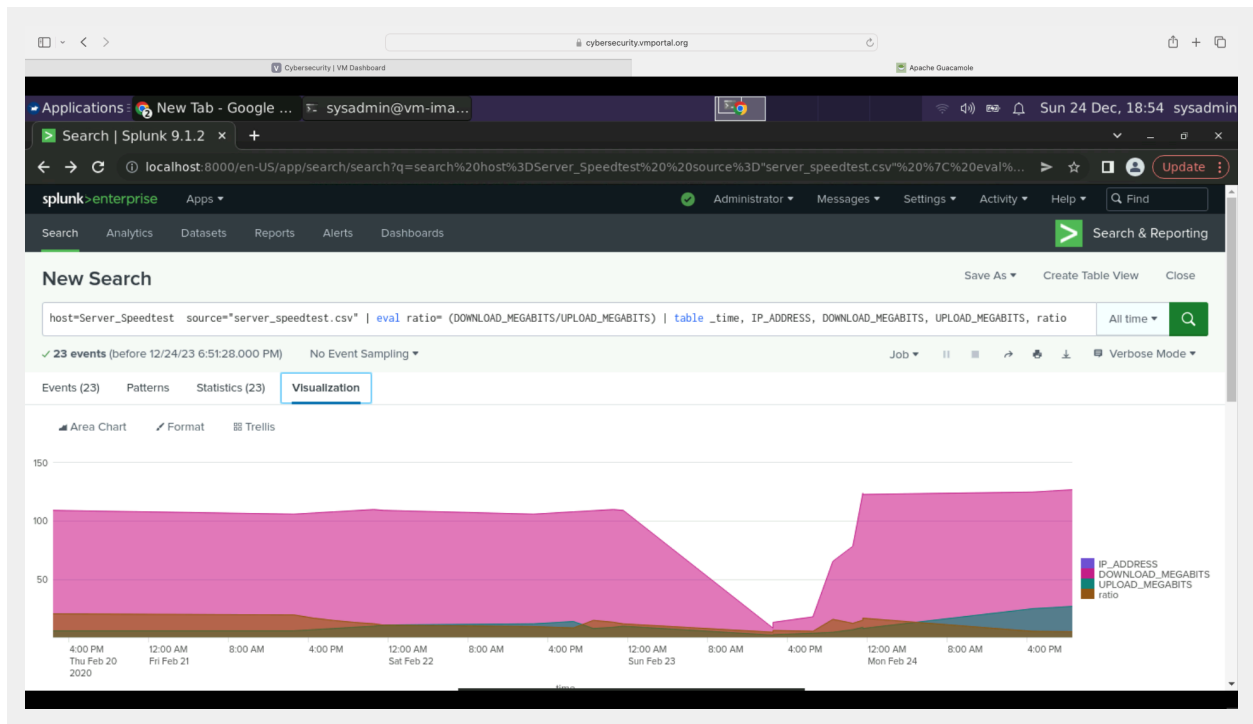 cybersecurity.vmportal.org
V Cybersecurity | VM Dashboard
Apache Guacamole
Applications New Tab - Google ... sysadmin@vm-ima... Sun 24 Dec, 18:54 sysadmin
Search | Splunk 9.1.2 × +
localhost:8000/en-US/app/search/search?q=search%20host%3DServer_Speedtest%20%20source%3D"server_speedtest.csv"%20%7C%20eval%... Update
splunk>enterprise Apps Administrator Messages Settings Activity Help Find
Search Analytics Datasets Reports Alerts Dashboards Search & Reporting
New Search Save As Create Table View Close
host=Server_Speedtest  source="server_speedtest.csv" | eval ratio= (DOWNLOAD_MEGABITS/UPLOAD_MEGABITS) | table _time, IP_ADDRESS, DOWNLOAD_MEGABITS, UPLOAD_MEGABITS, ratio All time
✓ 23 events (before 12/24/23 6:51:28.000 PM) No Event Sampling Job Verbose Mode
Events (23) Patterns Statistics (23) Visualization
Area Chart Format Trellis
150
100
50
IP_ADDRESS
DOWNLOAD_MEGABITS
UPLOAD_MEGABITS
ratio
4:00 PM 12:00 AM 8:00 AM 4:00 PM 12:00 AM 8:00 AM 4:00 PM 12:00 AM 8:00 AM 4:00 PM 12:00 AM 8:00 AM 4:00 PM
Thu Feb 20 Fri Feb 21 Sat Feb 22 Sun Feb 23 Mon Feb 24
2020